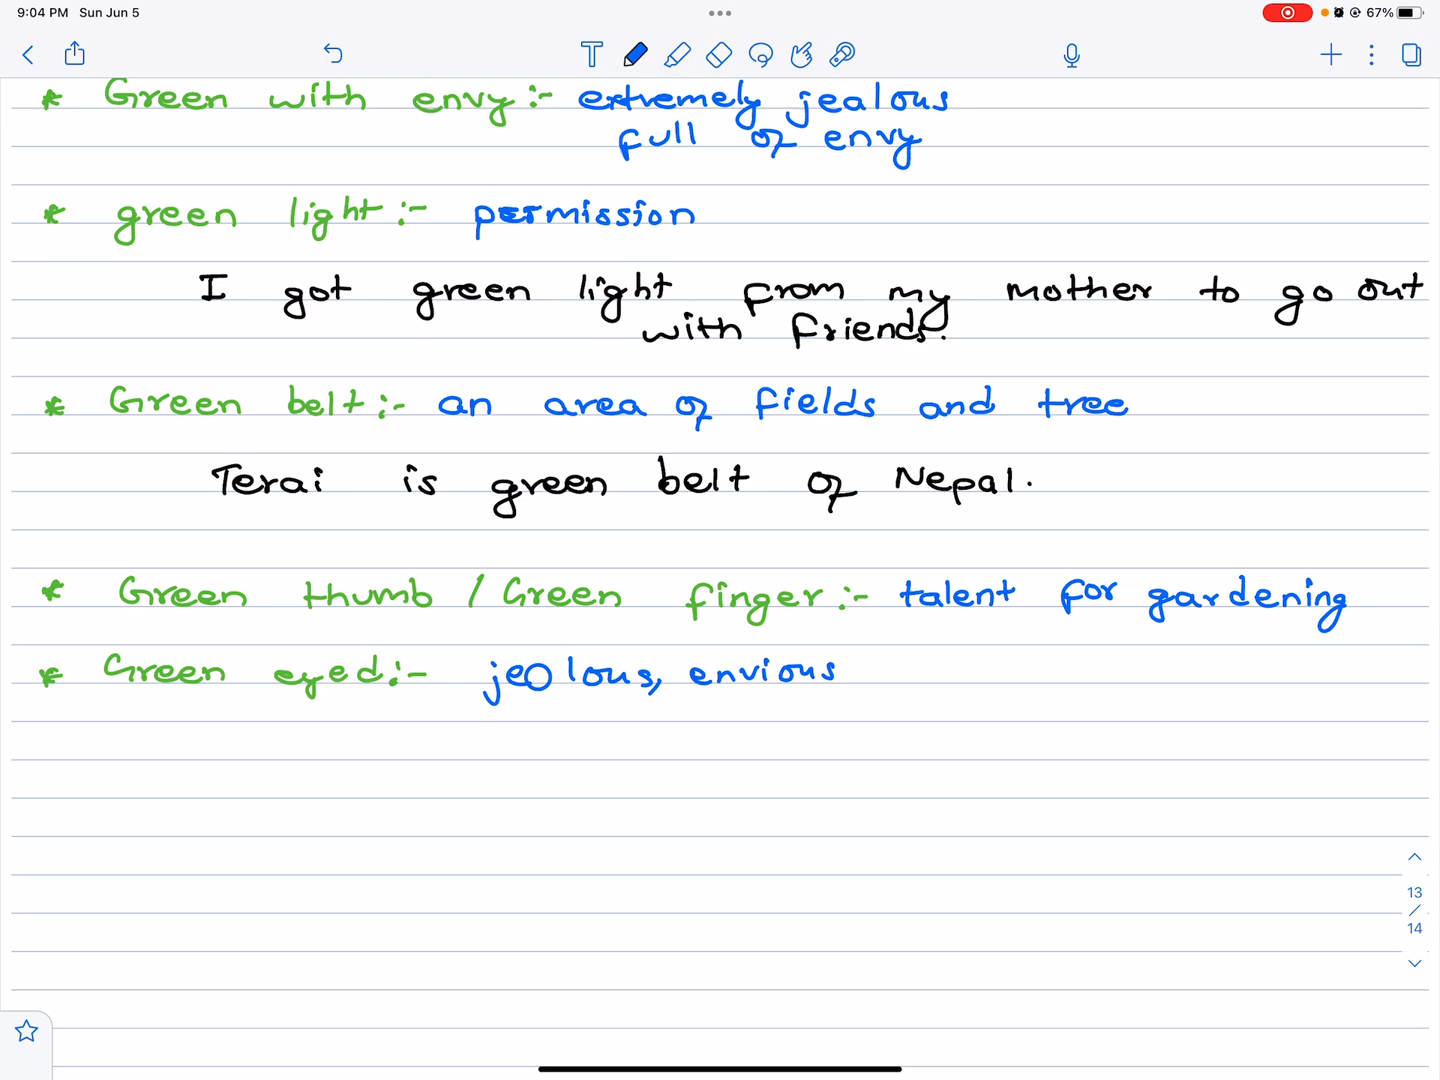 9:04 PM Sun Jun 5
67%
* Green with envy :- extremely jealous
full of envy
* green light :- permission
I got green light from my mother to go out
with friends.
* Green belt :- an area of fields and tree
Terai is green belt of Nepal.
* Green thumb / Green finger :- talent for gardening
* Green eyed :- jealous, envious
13
/
14